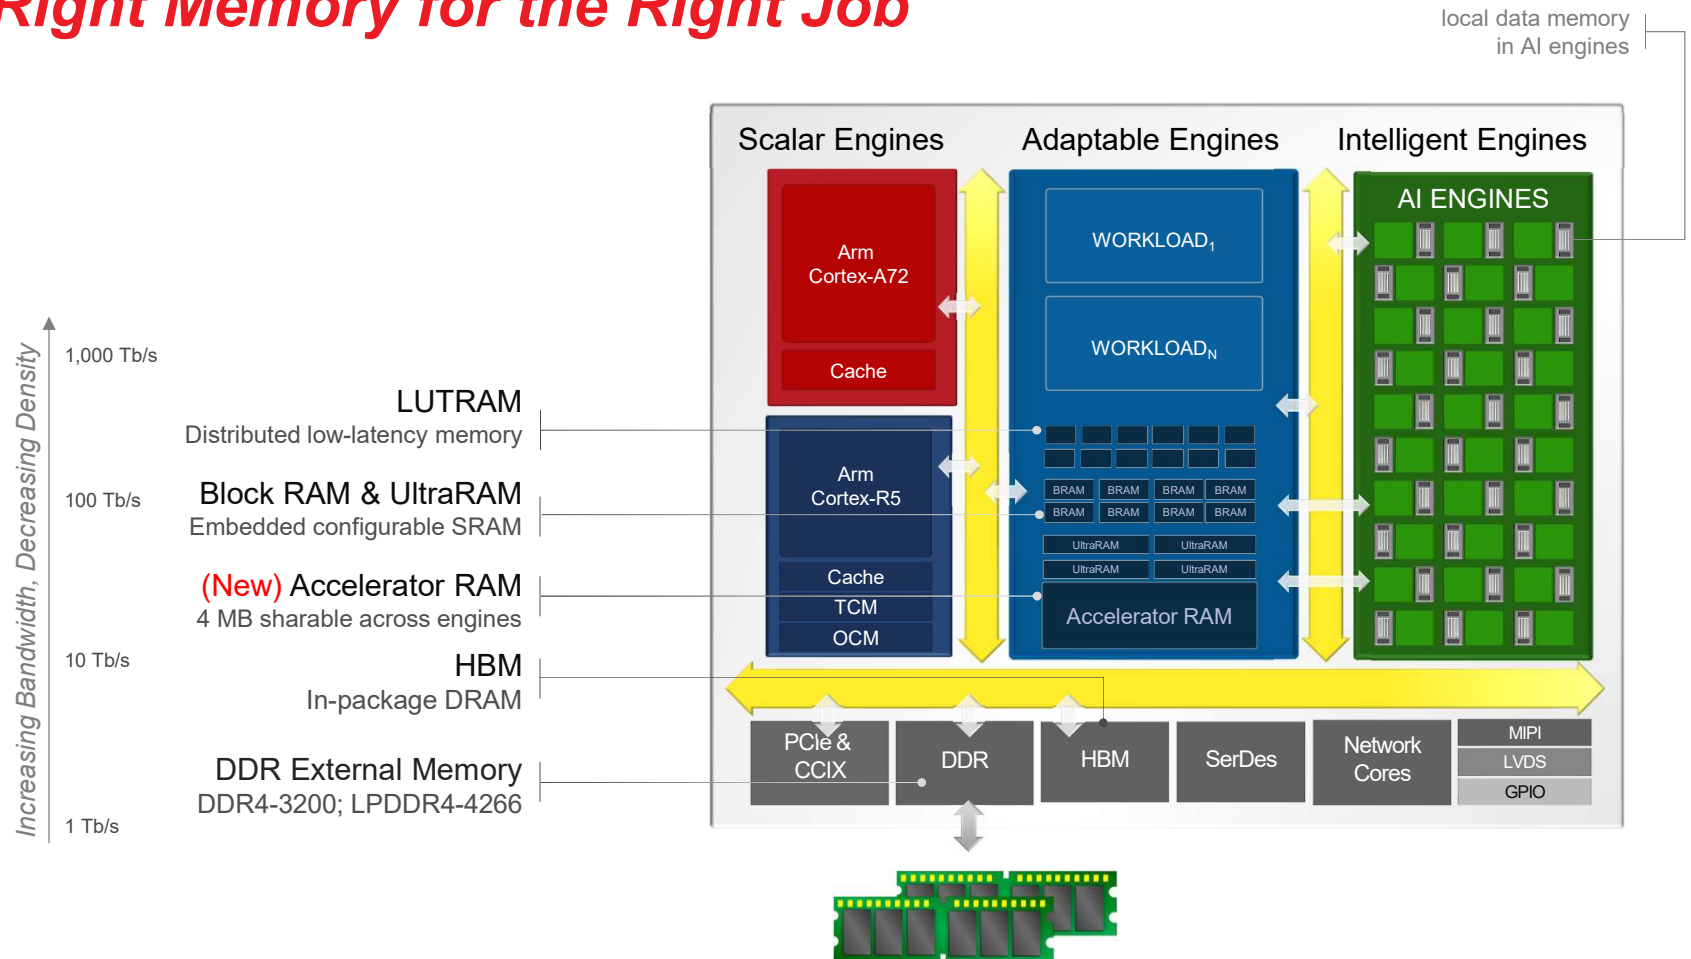 Right Memory for the Right Job
local data memory
in AI engines
Scalar Engines
Adaptable Engines
Intelligent Engines
Arm
Cortex-A72
Cache
Arm
Cortex-R5
Cache
TCM
OCM
WORKLOAD1
WORKLOADN
BRAM BRAM BRAM BRAM
BRAM BRAM BRAM BRAM
UltraRAM UltraRAM
UltraRAM UltraRAM
Accelerator RAM
AI ENGINES
Increasing Bandwidth, Decreasing Density
1,000 Tb/s
100 Tb/s
10 Tb/s
1 Tb/s
LUTRAM
Distributed low-latency memory
Block RAM & UltraRAM
Embedded configurable SRAM
(New) Accelerator RAM
4 MB sharable across engines
HBM
In-package DRAM
DDR External Memory
DDR4-3200; LPDDR4-4266
PCIe &
CCIX
DDR
HBM
SerDes
Network
Cores
MIPI
LVDS
GPIO